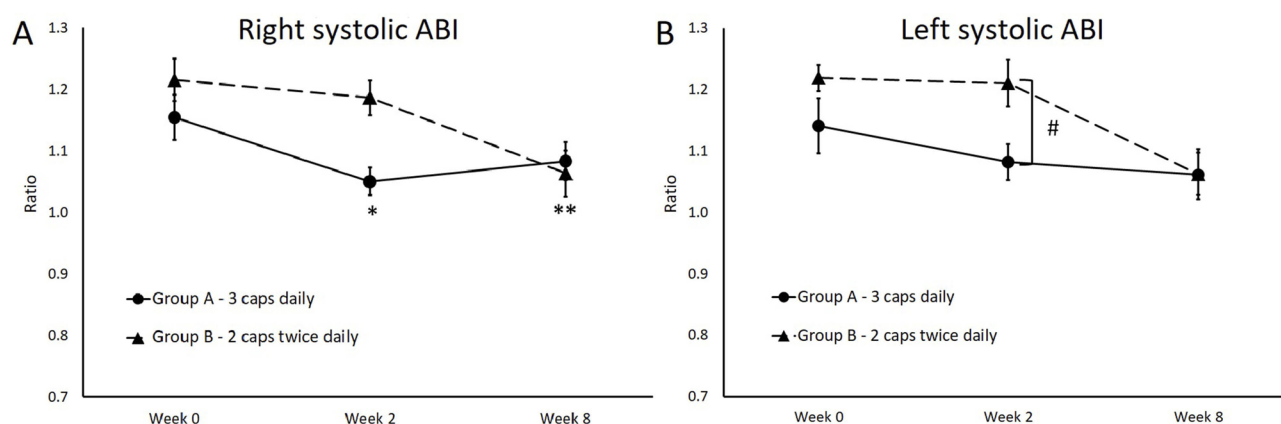 A
Right systolic ABI
1.3
1.2
1.1
1.0
0.9
0.8
0.7
Ratio
*
**
Group A - 3 caps daily
Group B - 2 caps twice daily
Week 0
Week 2
Week 8
B
Left systolic ABI
1.3
1.2
1.1
1.0
0.9
0.8
0.7
Ratio
#
Group A - 3 caps daily
Group B - 2 caps twice daily
Week 0
Week 2
Week 8